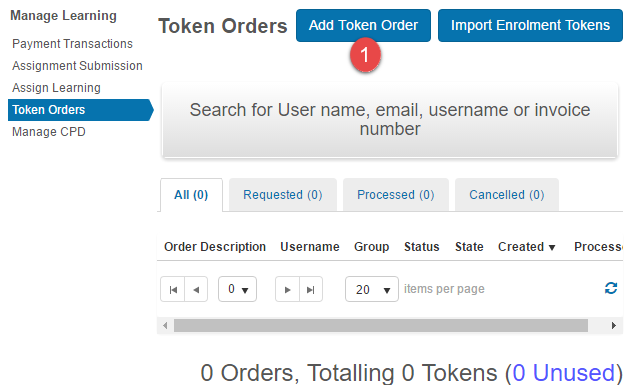 Manage Learning
Payment Transactions
Assignment Submission
Assign Learning
Token Orders
Manage CPD
Token Orders Add Token Order Import Enrolment Tokens
1
Search for User name, email, username or invoice
number
All (0) Requested (0) Processed (0) Cancelled (0)
Order Description Username Group Status State Created Processe
0 20 items per page
0 Orders, Totalling 0 Tokens (0 Unused)